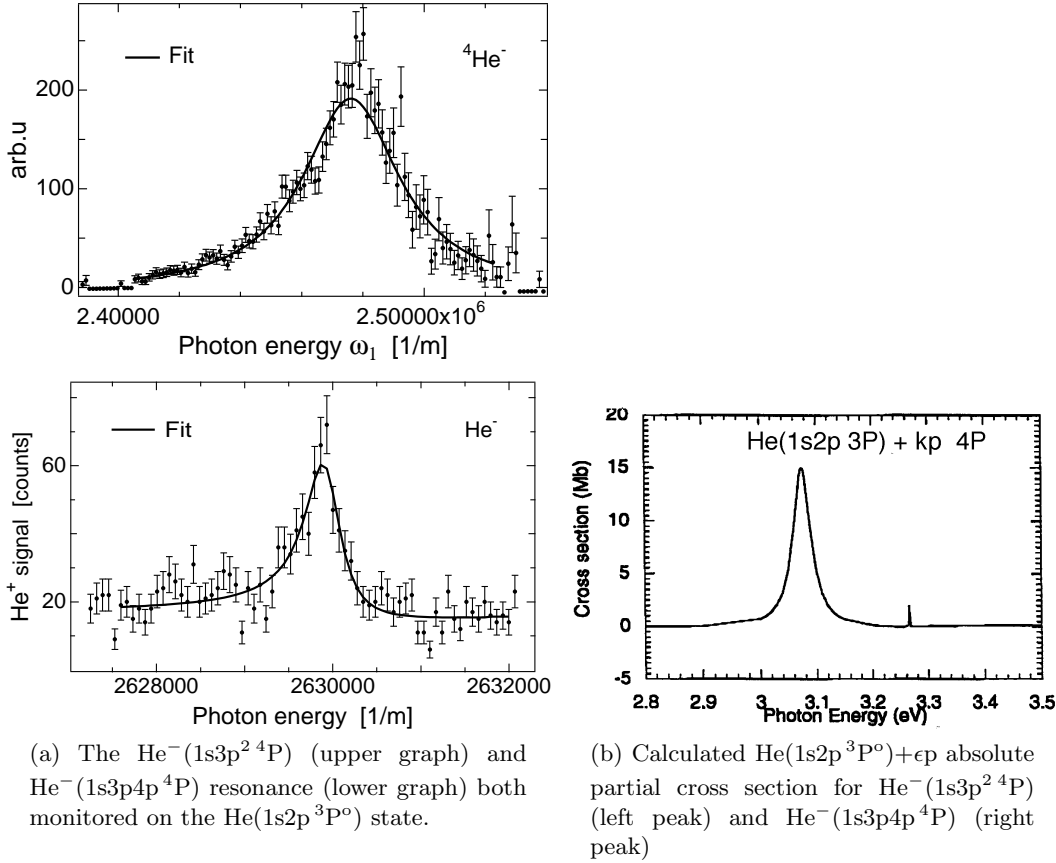 Fit
⁴He⁻
200
100
0
arb.u
2.40000
2.50000x10⁶
Photon energy ω₁ [1/m]
Fit
He⁻
60
20
He⁺ signal [counts]
2628000
2630000
2632000
Photon energy [1/m]
(a) The He⁻(1s3p² ⁴P) (upper graph) and
He⁻(1s3p4p ⁴P) resonance (lower graph) both
monitored on the He(1s2p ³Pᵒ) state.
He(1s2p 3P) + kp 4P
20
15
10
5
0
-5
Cross section (Mb)
2.8
2.9
3
3.1
3.2
3.3
3.4
3.5
Photon Energy (eV)
(b) Calculated He(1s2p ³Pᵒ)+ϵp absolute
partial cross section for He⁻(1s3p² ⁴P)
(left peak) and He⁻(1s3p4p ⁴P) (right
peak)